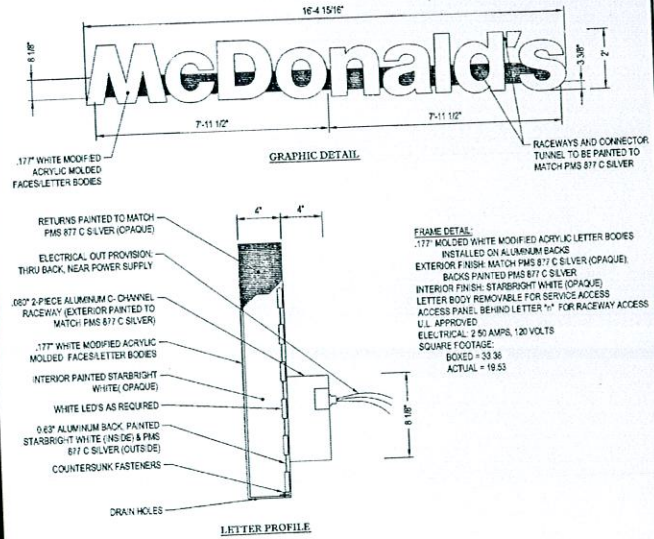 16'-4 15/16"
8 1/8"
McDonald's
3 3/8"
2'
7'-11 1/2"
7'-11 1/2"
.177" WHITE MODIFIED
ACRYLIC MOLDED
FACES/LETTER BODIES
GRAPHIC DETAIL
RACEWAYS AND CONNECTOR
TUNNEL TO BE PAINTED TO
MATCH PMS 877 C SILVER
4"
4"
RETURNS PAINTED TO MATCH
PMS 877 C SILVER (OPAQUE)
ELECTRICAL OUT PROVISION:
THRU BACK, NEAR POWER SUPPLY
.080" 2-PIECE ALUMINUM C- CHANNEL
RACEWAY (EXTERIOR PAINTED TO
MATCH PMS 877 C SILVER)
.177" WHITE MODIFIED ACRYLIC
MOLDED FACES/LETTER BODIES
INTERIOR PAINTED STARBRIGHT
WHITE( OPAQUE)
WHITE LED'S AS REQUIRED
0.63" ALUMINUM BACK. PAINTED
STARBRIGHT WHITE (INSIDE) & PMS
877 C SILVER (OUTSIDE)
COUNTERSUNK FASTENERS
DRAIN HOLES
8 1/8"
LETTER PROFILE
FRAME DETAIL:
.177" MOLDED WHITE MODIFIED ACRYLIC LETTER BODIES
INSTALLED ON ALUMINUM BACKS
EXTERIOR FINISH: MATCH PMS 877 C SILVER (OPAQUE),
BACKS PAINTED PMS 877 C SILVER
INTERIOR FINISH: STARBRIGHT WHITE (OPAQUE)
LETTER BODY REMOVABLE FOR SERVICE ACCESS
ACCESS PANEL BEHIND LETTER "n" FOR RACEWAY ACCESS
U.L. APPROVED
ELECTRICAL: 2.50 AMPS, 120 VOLTS
SQUARE FOOTAGE:
BOXED = 33.36
ACTUAL = 19.53